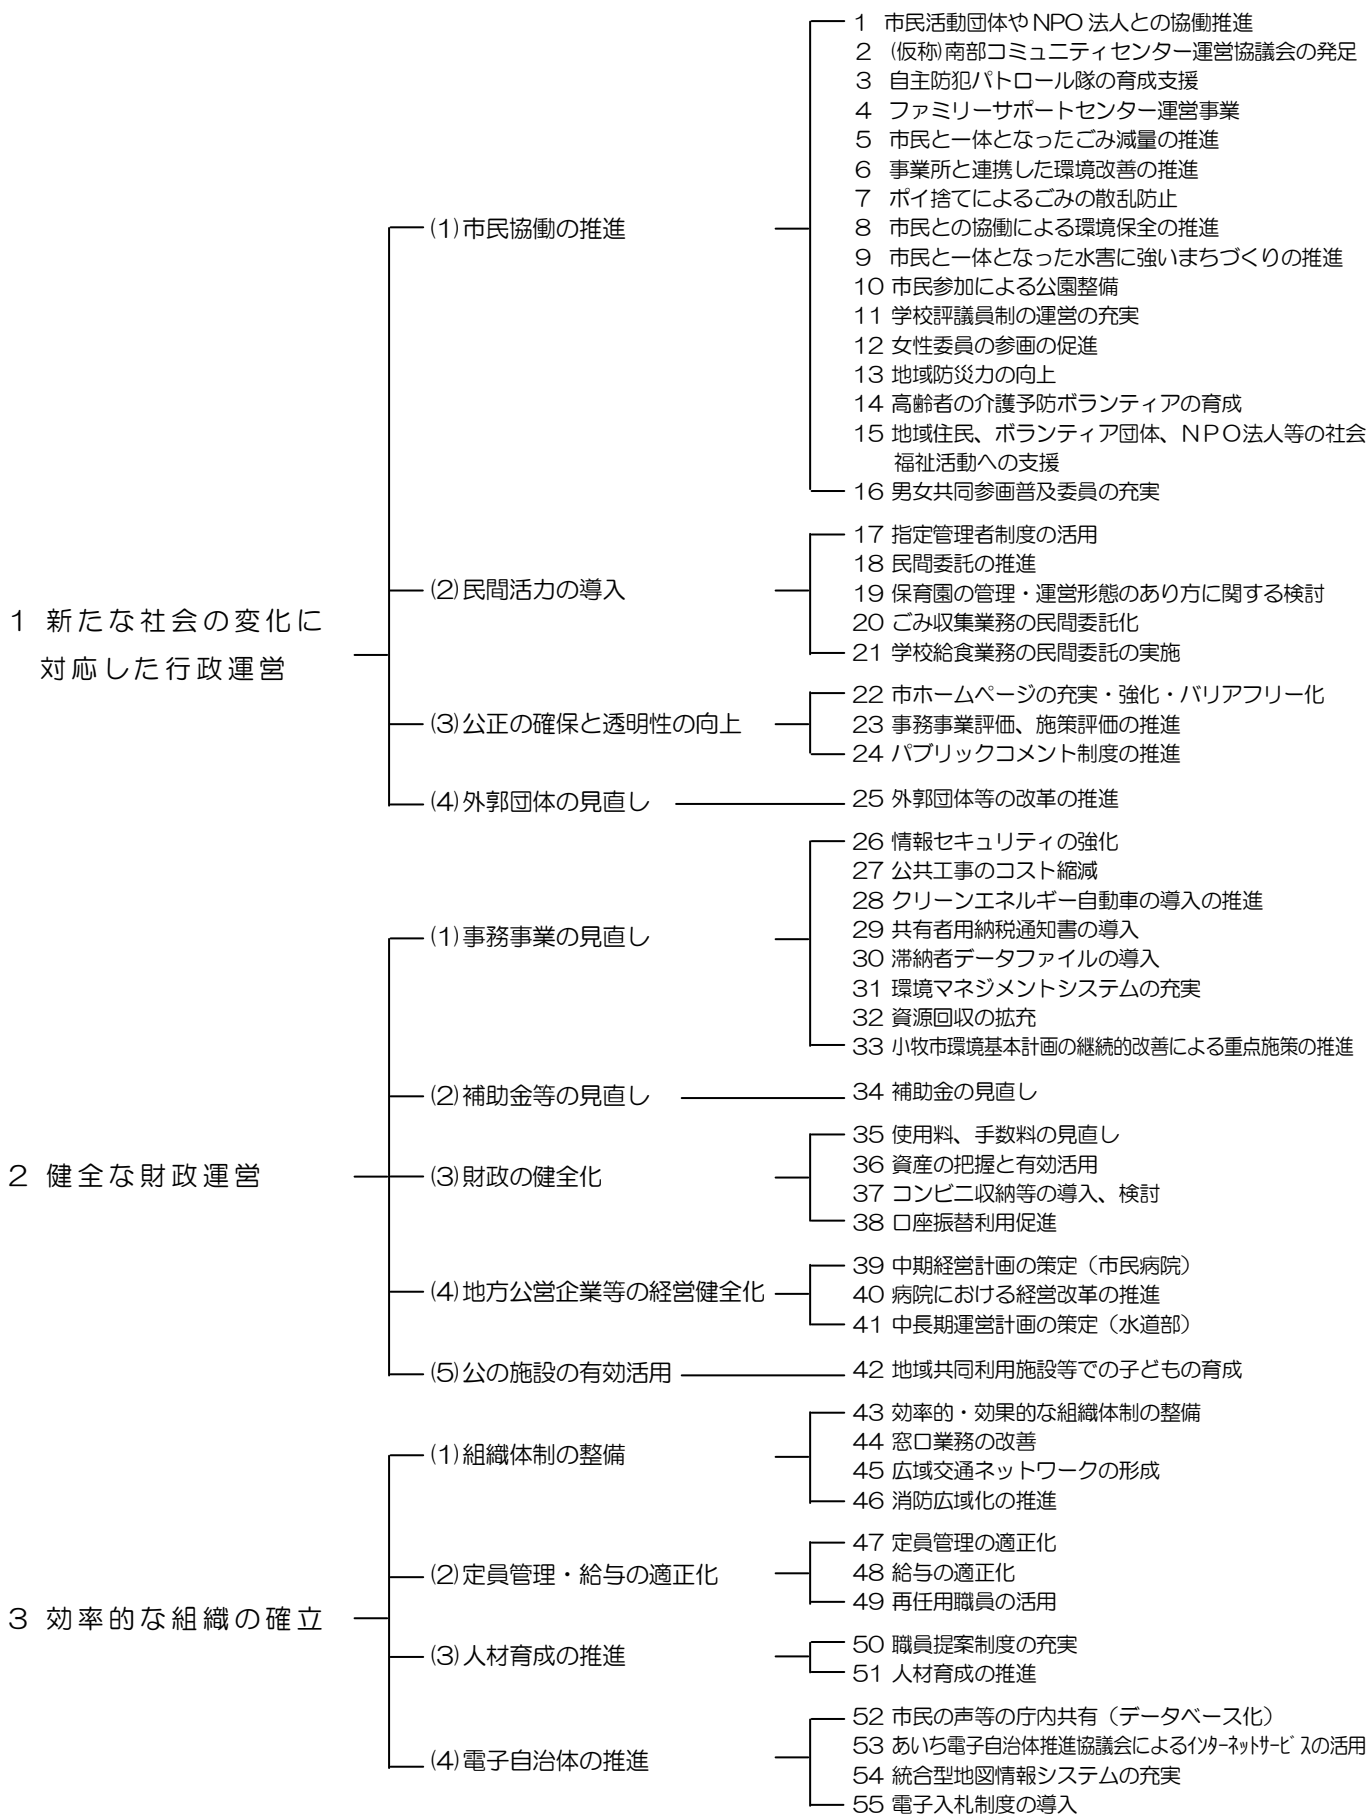 1 新たな社会の変化に
対応した行政運営
(1)市民協働の推進
1 市民活動団体や NPO 法人との協働推進
2 (仮称)南部コミュニティセンター運営協議会の発足
3 自主防犯パトロール隊の育成支援
4 ファミリーサポートセンター運営事業
5 市民と一体となったごみ減量の推進
6 事業所と連携した環境改善の推進
7 ポイ捨てによるごみの散乱防止
8 市民との協働による環境保全の推進
9 市民と一体となった水害に強いまちづくりの推進
10 市民参加による公園整備
11 学校評議員制の運営の充実
12 女性委員の参画の促進
13 地域防災力の向上
14 高齢者の介護予防ボランティアの育成
15 地域住民、ボランティア団体、ＮＰＯ法人等の社会
福祉活動への支援
16 男女共同参画普及委員の充実
(2)民間活力の導入
17 指定管理者制度の活用
18 民間委託の推進
19 保育園の管理・運営形態のあり方に関する検討
20 ごみ収集業務の民間委託化
21 学校給食業務の民間委託の実施
(3)公正の確保と透明性の向上
22 市ホームページの充実・強化・バリアフリー化
23 事務事業評価、施策評価の推進
24 パブリックコメント制度の推進
(4)外郭団体の見直し
25 外郭団体等の改革の推進
2 健全な財政運営
(1)事務事業の見直し
26 情報セキュリティの強化
27 公共工事のコスト縮減
28 クリーンエネルギー自動車の導入の推進
29 共有者用納税通知書の導入
30 滞納者データファイルの導入
31 環境マネジメントシステムの充実
32 資源回収の拡充
33 小牧市環境基本計画の継続的改善による重点施策の推進
(2)補助金等の見直し
34 補助金の見直し
(3)財政の健全化
35 使用料、手数料の見直し
36 資産の把握と有効活用
37 コンビニ収納等の導入、検討
38 口座振替利用促進
(4)地方公営企業等の経営健全化
39 中期経営計画の策定（市民病院）
40 病院における経営改革の推進
41 中長期運営計画の策定（水道部）
(5)公の施設の有効活用
42 地域共同利用施設等での子どもの育成
3 効率的な組織の確立
(1)組織体制の整備
43 効率的・効果的な組織体制の整備
44 窓口業務の改善
45 広域交通ネットワークの形成
46 消防広域化の推進
(2)定員管理・給与の適正化
47 定員管理の適正化
48 給与の適正化
49 再任用職員の活用
(3)人材育成の推進
50 職員提案制度の充実
51 人材育成の推進
(4)電子自治体の推進
52 市民の声等の庁内共有（データベース化）
53 あいち電子自治体推進協議会によるｲﾝﾀｰﾈｯﾄｻｰﾋﾞｽの活用
54 統合型地図情報システムの充実
55 電子入札制度の導入